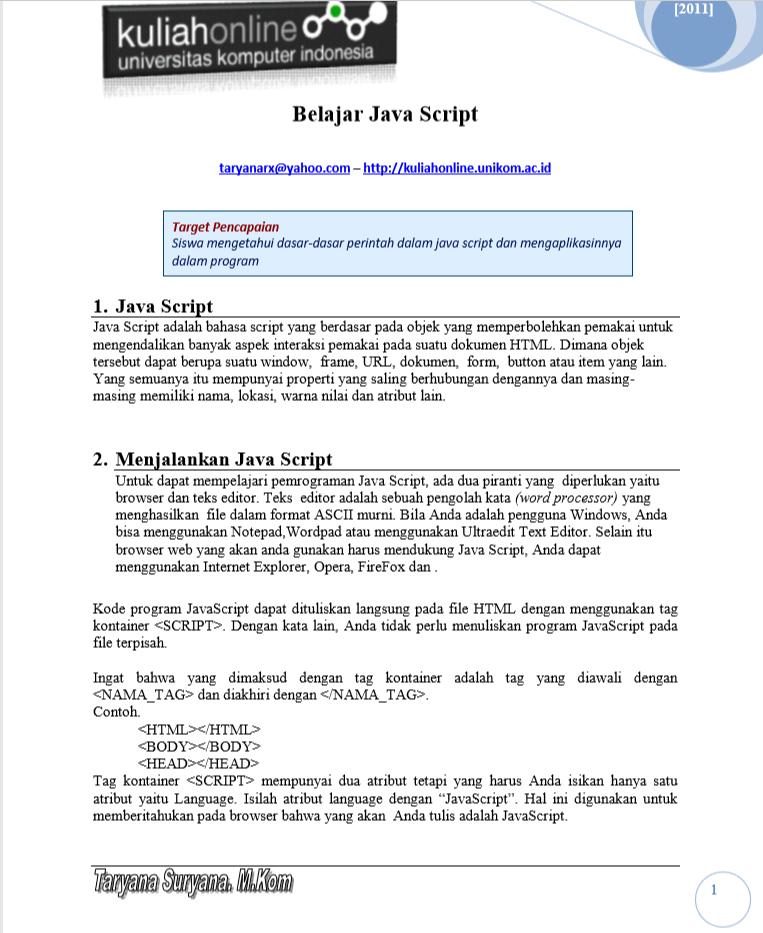 [2011]
kuliahonline
universitas komputer indonesia
Belajar Java Script
taryanarx@yahoo.com – http://kuliahonline.unikom.ac.id
Target Pencapaian
Siswa mengetahui dasar-dasar perintah dalam java script dan mengaplikasinnya
dalam program
1. Java Script
Java Script adalah bahasa script yang berdasar pada objek yang memperbolehkan pemakai untuk
mengendalikan banyak aspek interaksi pemakai pada suatu dokumen HTML. Dimana objek
tersebut dapat berupa suatu window, frame, URL, dokumen, form, button atau item yang lain.
Yang semuanya itu mempunyai properti yang saling berhubungan dengannya dan masing-
masing memiliki nama, lokasi, warna nilai dan atribut lain.
2. Menjalankan Java Script
Untuk dapat mempelajari pemrograman Java Script, ada dua piranti yang diperlukan yaitu
browser dan teks editor. Teks editor adalah sebuah pengolah kata (word processor) yang
menghasilkan file dalam format ASCII murni. Bila Anda adalah pengguna Windows, Anda
bisa menggunakan Notepad,Wordpad atau menggunakan Ultraedit Text Editor. Selain itu
browser web yang akan anda gunakan harus mendukung Java Script, Anda dapat
menggunakan Internet Explorer, Opera, FireFox dan .
Kode program JavaScript dapat dituliskan langsung pada file HTML dengan menggunakan tag
kontainer <SCRIPT>. Dengan kata lain, Anda tidak perlu menuliskan program JavaScript pada
file terpisah.
Ingat bahwa yang dimaksud dengan tag kontainer adalah tag yang diawali dengan
<NAMA_TAG> dan diakhiri dengan </NAMA_TAG>.
Contoh.
<HTML></HTML>
<BODY></BODY>
<HEAD></HEAD>
Tag kontainer <SCRIPT> mempunyai dua atribut tetapi yang harus Anda isikan hanya satu
atribut yaitu Language. Isilah atribut language dengan “JavaScript”. Hal ini digunakan untuk
memberitahukan pada browser bahwa yang akan Anda tulis adalah JavaScript.
Taryana Suryana, M.Kom
1